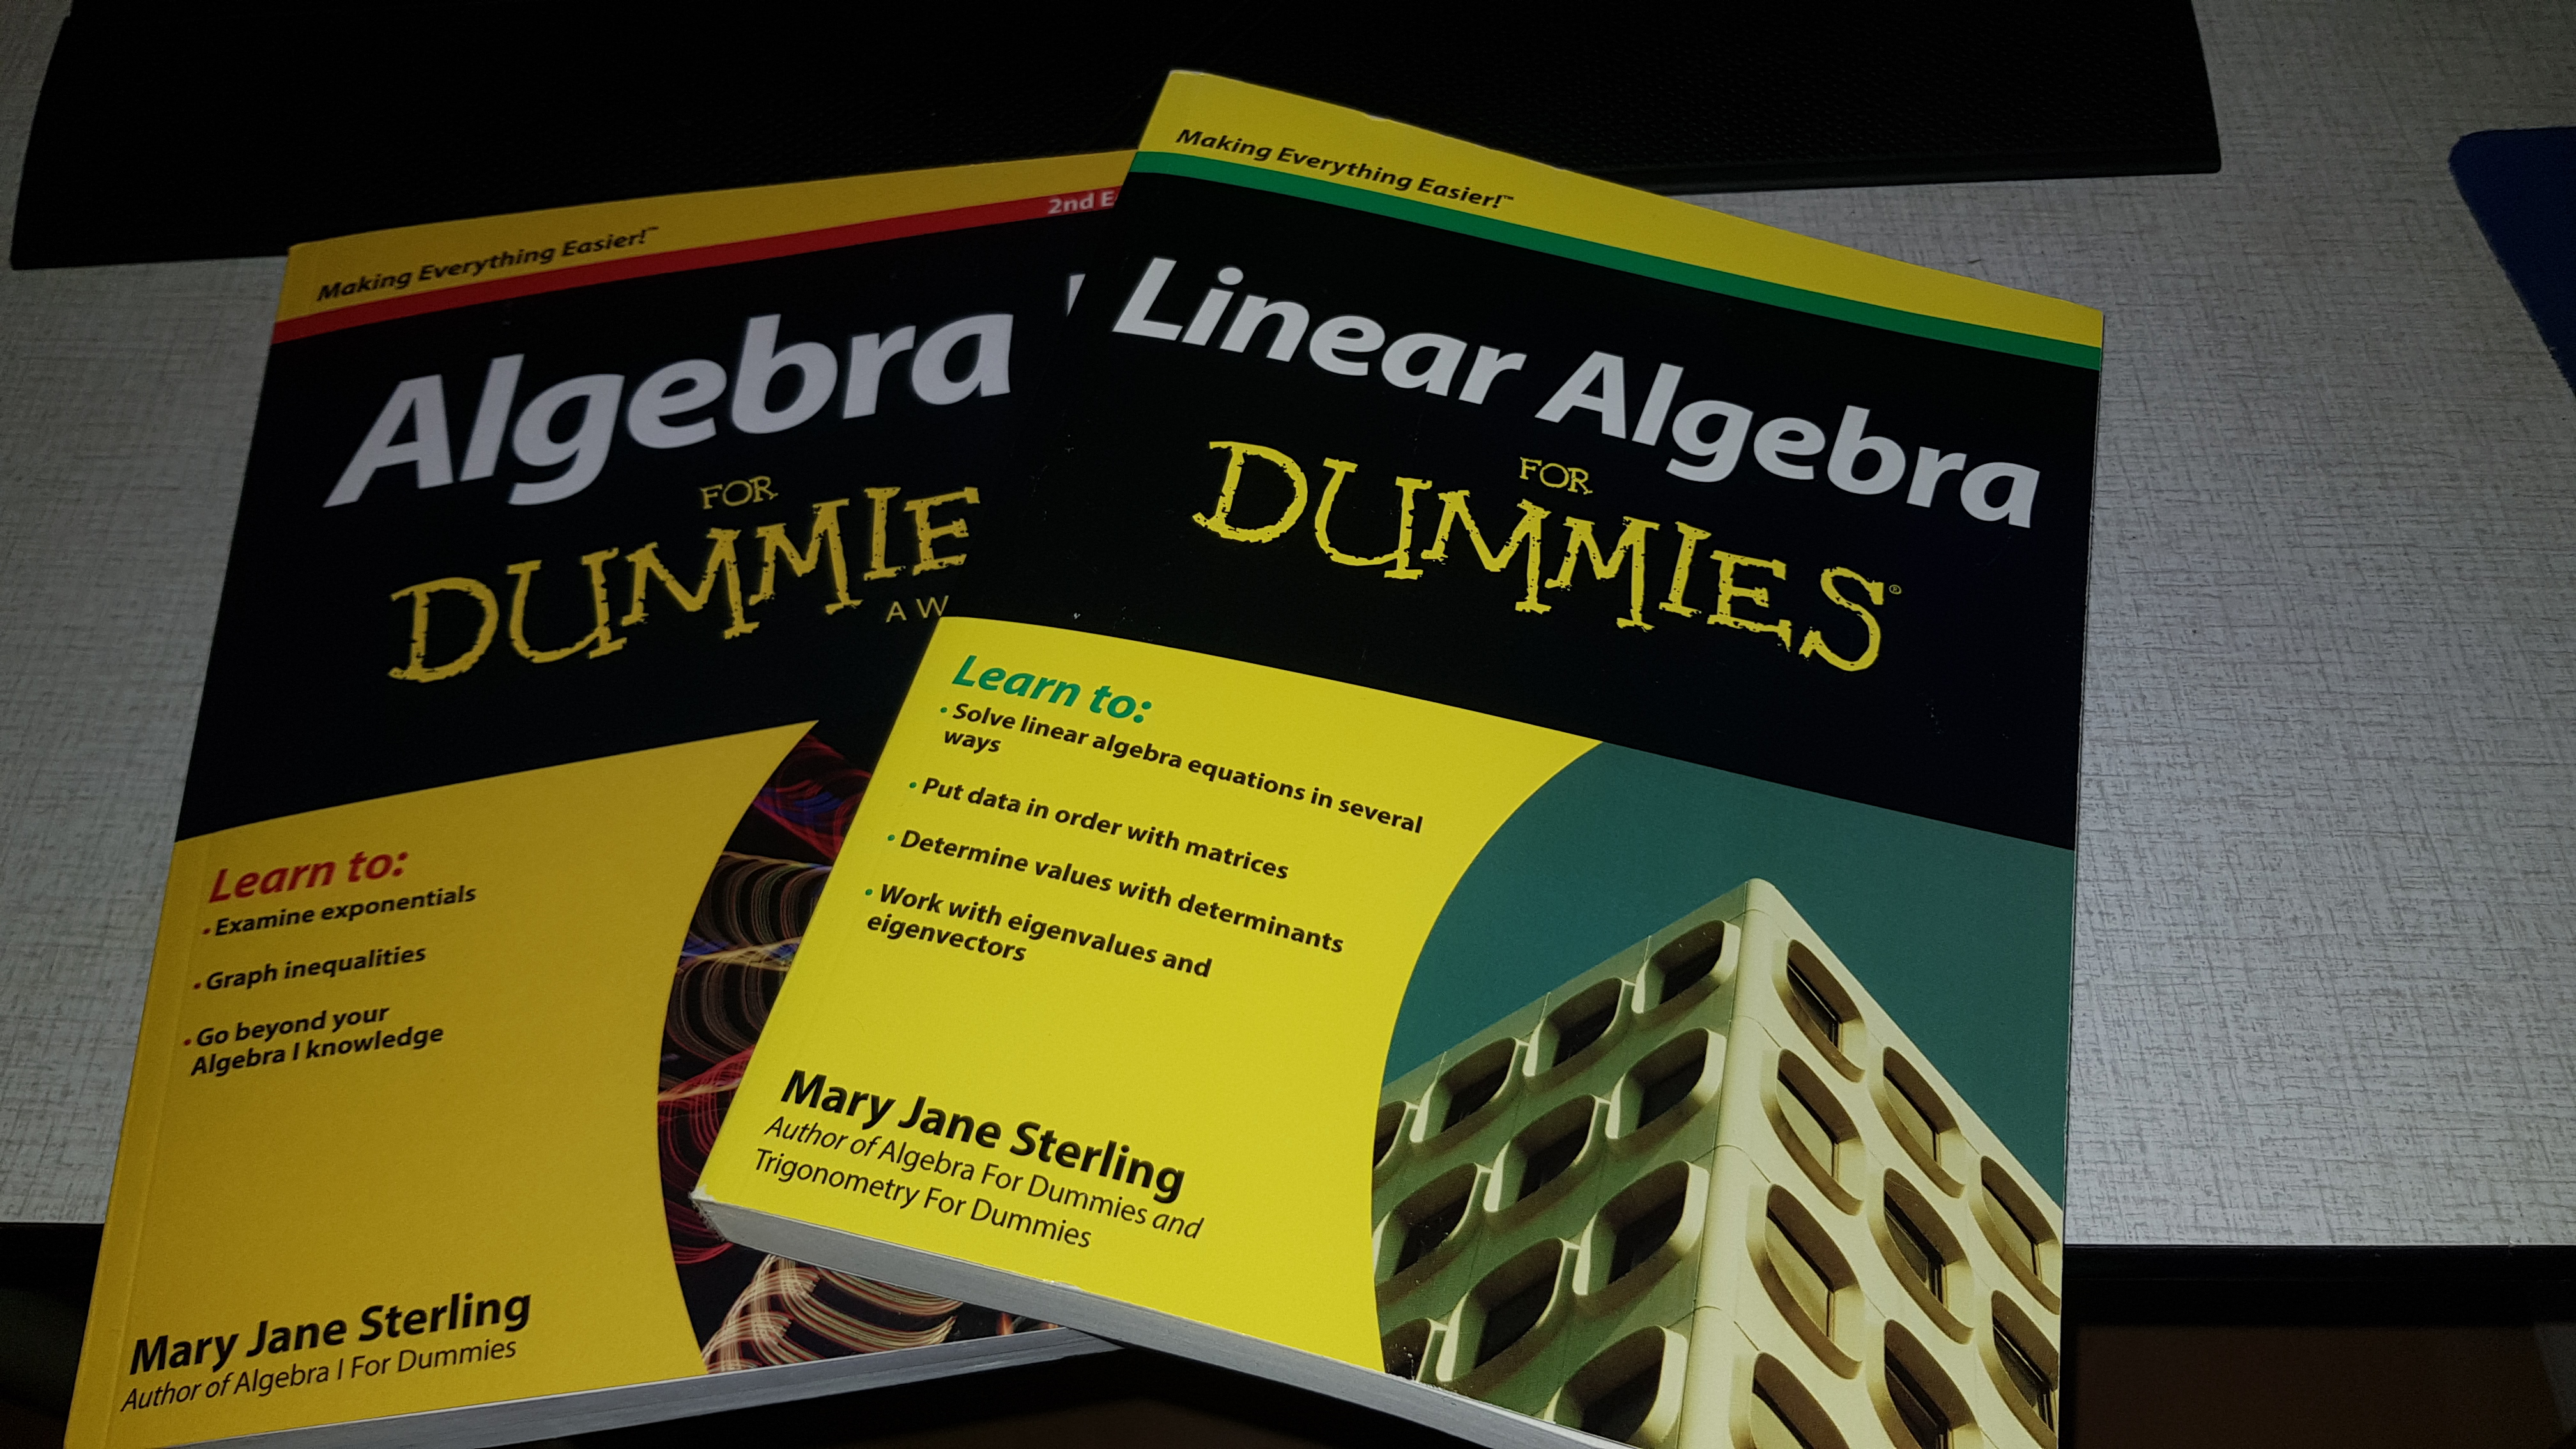 Making Everything Easier!™
2nd E
Algebra I
FOR
DUMMIE
A W
Learn to:
• Examine exponentials
• Graph inequalities
• Go beyond your
Algebra I knowledge
Mary Jane Sterling
Author of Algebra I For Dummies
Making Everything Easier!™
Linear Algebra
FOR
DUMMIES®
Learn to:
• Solve linear algebra equations in several
ways
• Put data in order with matrices
• Determine values with determinants
• Work with eigenvalues and
eigenvectors
Mary Jane Sterling
Author of Algebra For Dummies and
Trigonometry For Dummies